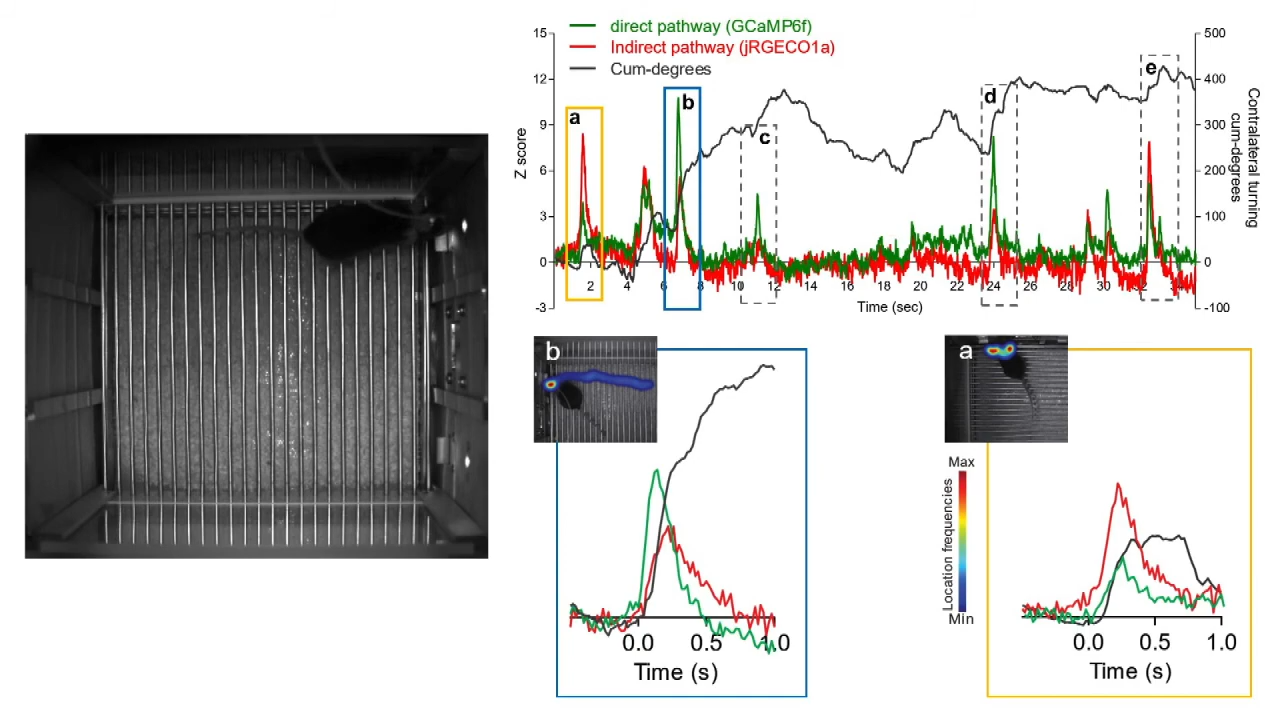 direct pathway (GCaMP6f)
Indirect pathway (jRGECO1a)
Cum-degrees
15
12
9
6
3
0
-3
Z score
500
400
300
200
100
0
-100
Contralateral turning
cum-degrees
a
b
c
d
e
2 4 6 8 10 12 14 16 18 20 22 24 26 28 30 32 34
Time (sec)
b
0.0 0.5 1.0
Time (s)
a
Max
Location frequencies
Min
0.0 0.5 1.0
Time (s)